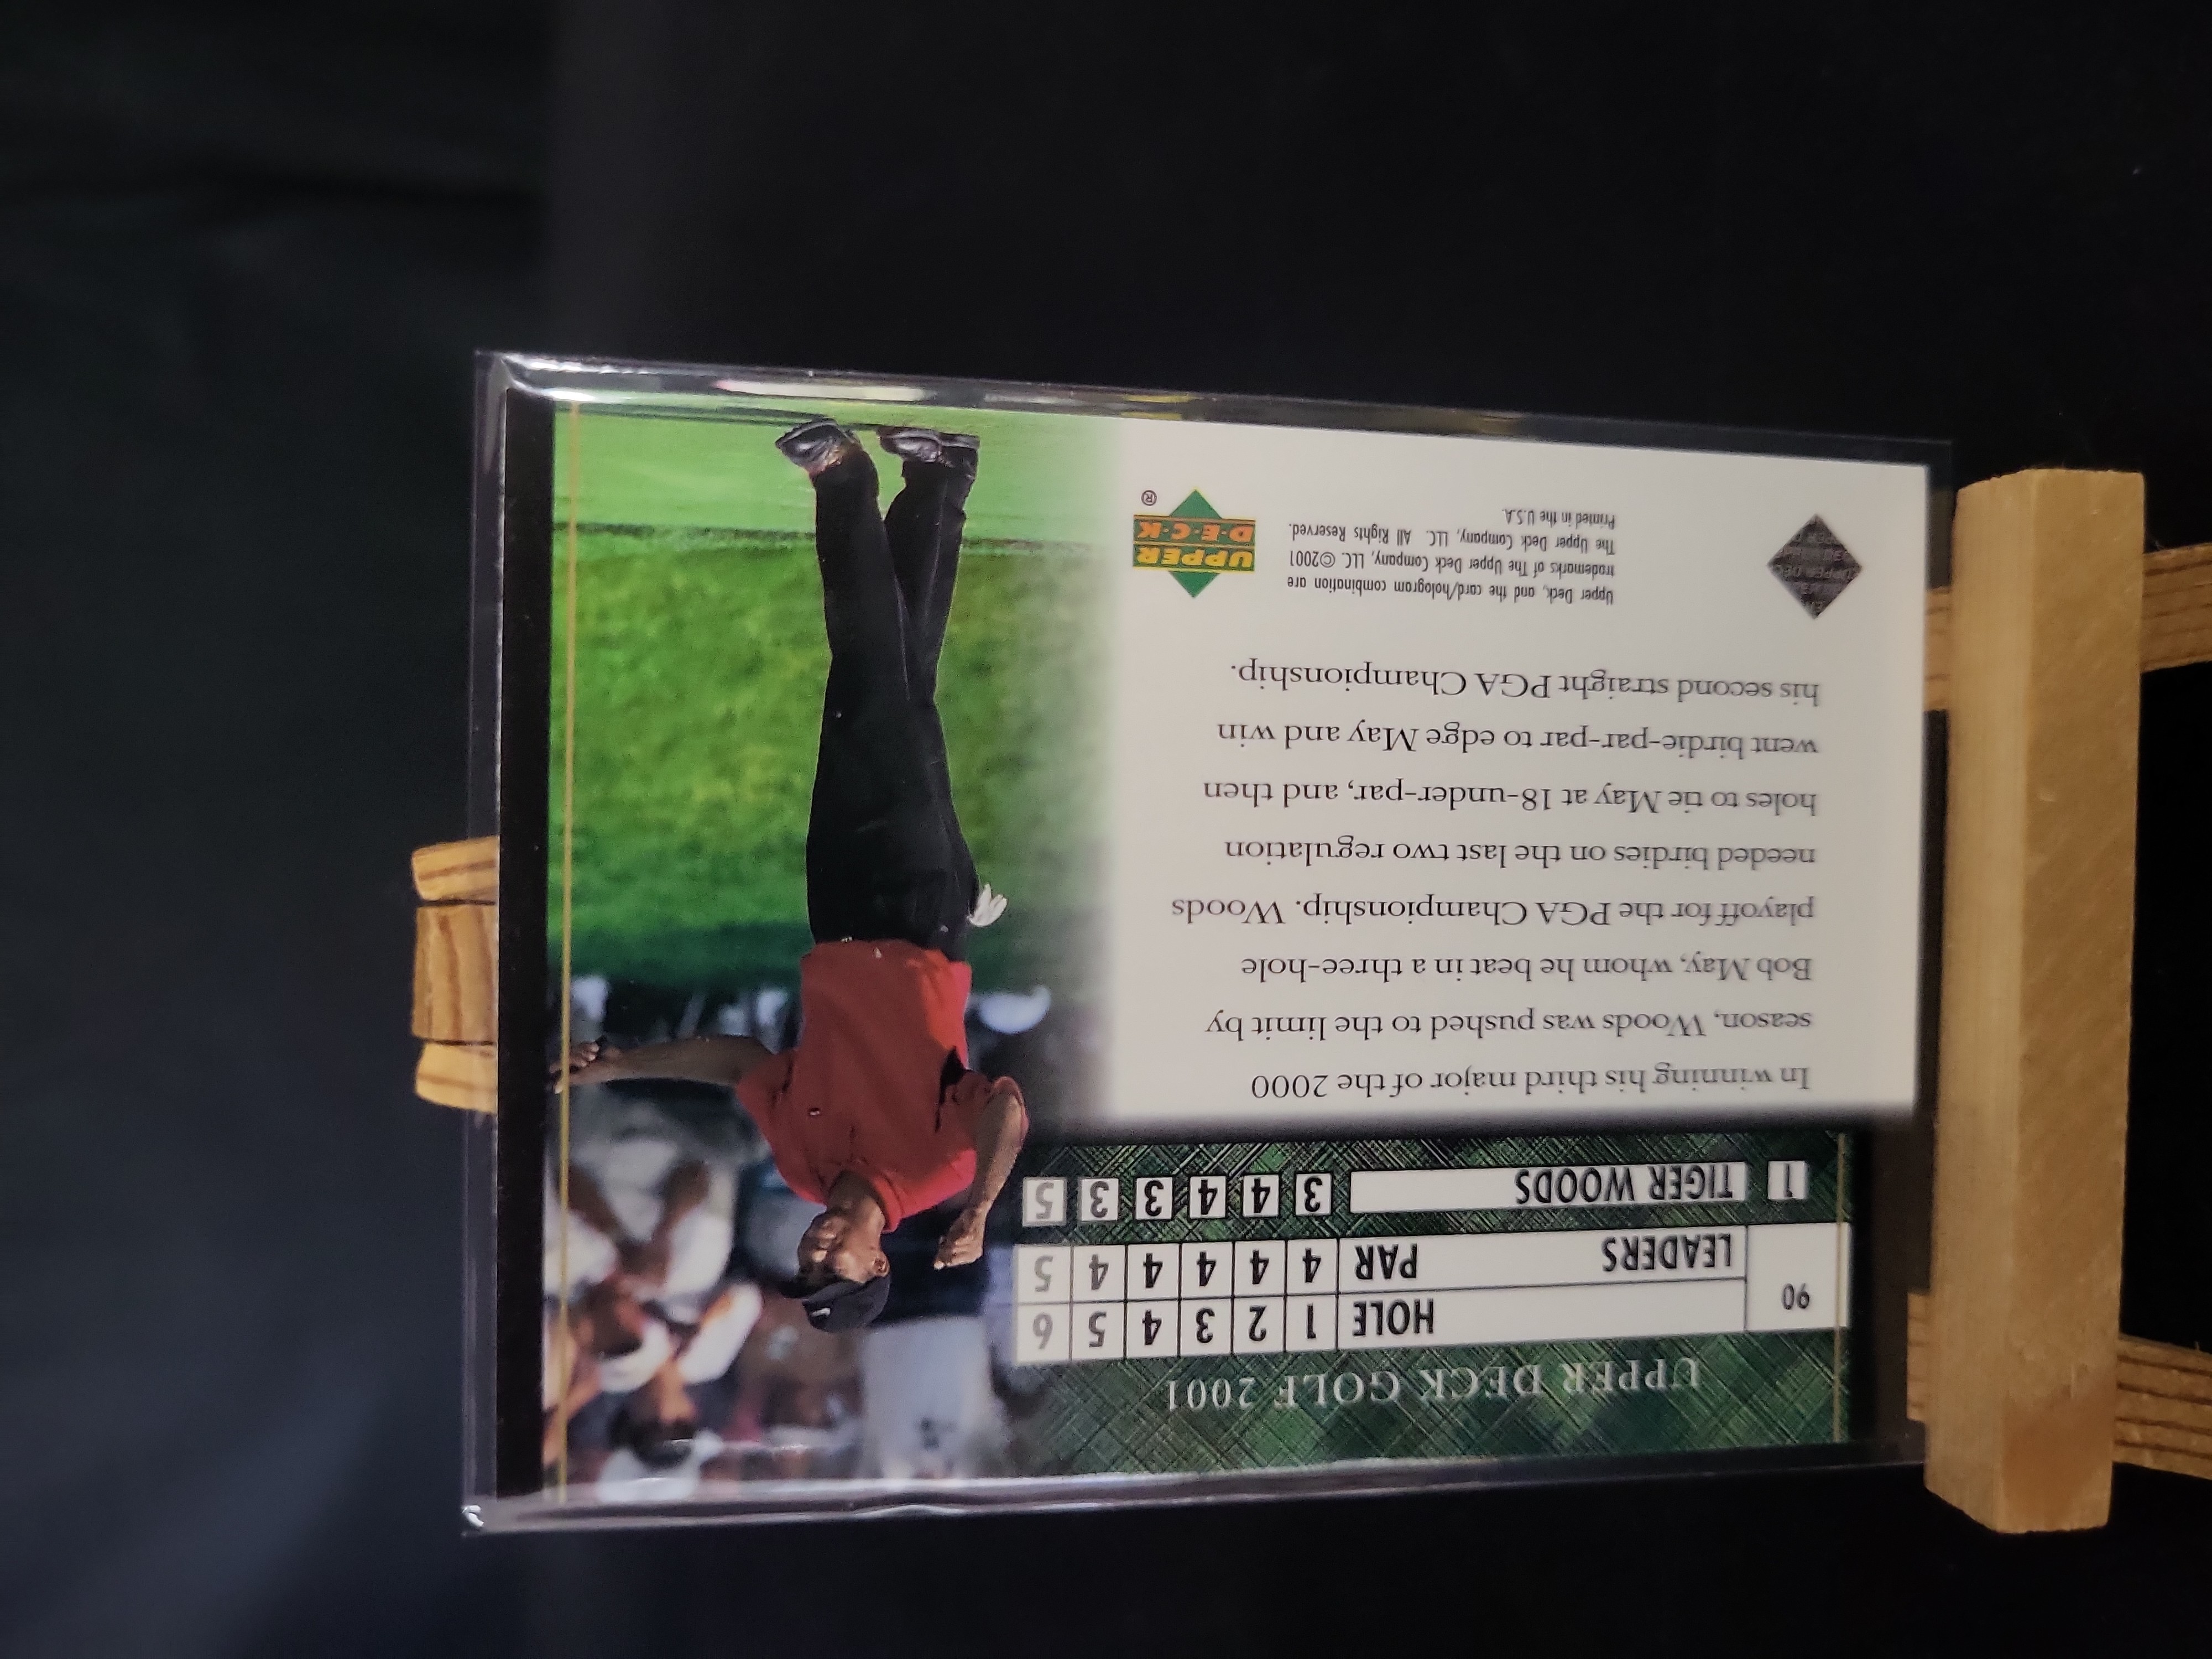 UPPER DECK GOLF 2001
90 HOLE 1 2 3 4 5 6
LEADERS PAR 4 4 4 4 4 5
1 TIGER WOODS 3 4 4 3 3 5
In winning his third major of the 2000
season, Woods was pushed to the limit by
Bob May, whom he beat in a three-hole
playoff for the PGA Championship. Woods
needed birdies on the last two regulation
holes to tie May at 18-under-par, and then
went birdie-par-par to edge May and win
his second straight PGA Championship.
Upper Deck, and the card/hologram combination are
trademarks of The Upper Deck Company, LLC. ©2001
The Upper Deck Company, LLC. All Rights Reserved.
Printed in the U.S.A.
UPPER
D·E·C·K
®